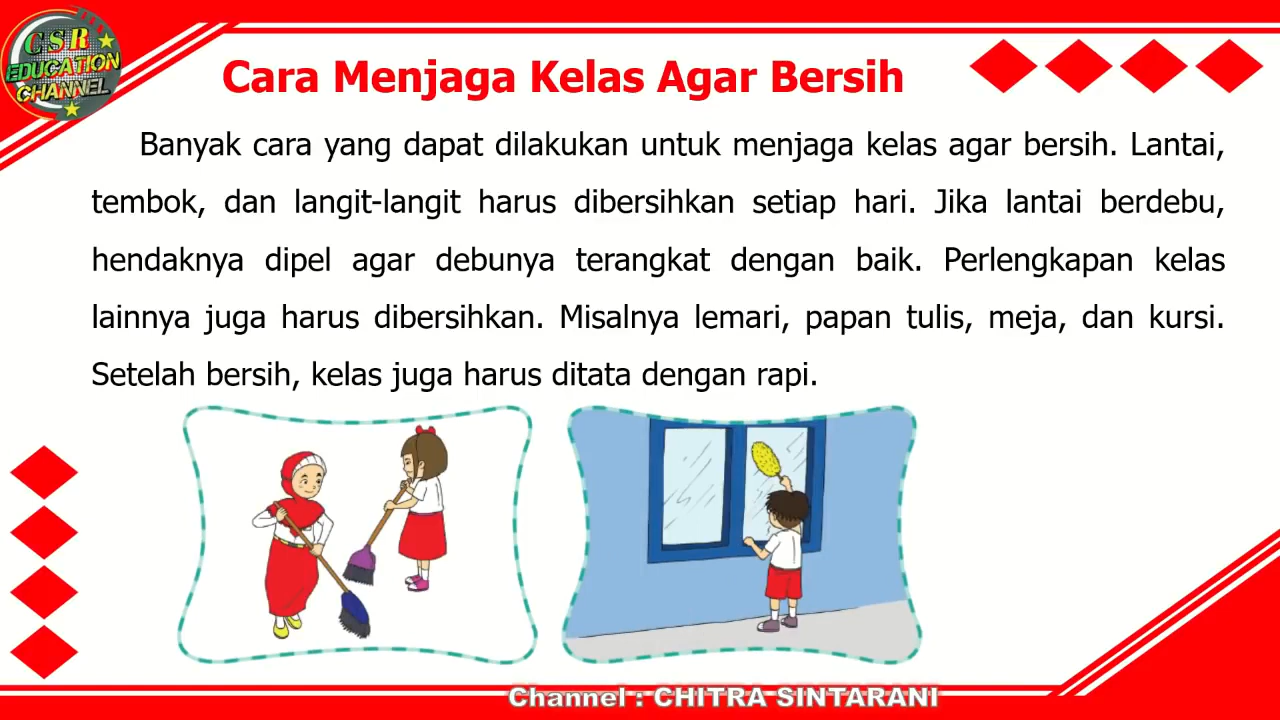 CSR
EDUCATION
CHANNEL
Cara Menjaga Kelas Agar Bersih
Banyak cara yang dapat dilakukan untuk menjaga kelas agar bersih. Lantai,
tembok, dan langit-langit harus dibersihkan setiap hari. Jika lantai berdebu,
hendaknya dipel agar debunya terangkat dengan baik. Perlengkapan kelas
lainnya juga harus dibersihkan. Misalnya lemari, papan tulis, meja, dan kursi.
Setelah bersih, kelas juga harus ditata dengan rapi.
Channel : CHITRA SINTARANI